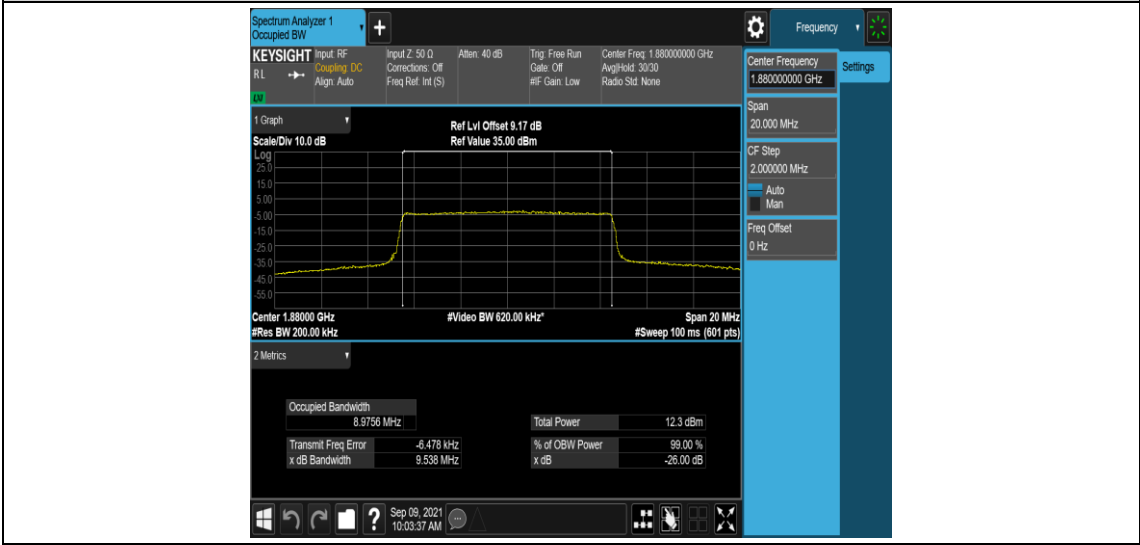 Spectrum Analyzer 1
Occupied BW
+
Frequency
KEYSIGHT
RL
LXI
Input: RF
Coupling: DC
Align: Auto
Input Z: 50 Ω
Corrections: Off
Freq Ref: Int (S)
Atten: 40 dB
Trig: Free Run
Gate: Off
#IF Gain: Low
Center Freq: 1.880000000 GHz
Avg|Hold: 30/30
Radio Std: None
Center Frequency
1.880000000 GHz
Settings
Span
20.000 MHz
CF Step
2.000000 MHz
Auto
Man
Freq Offset
0 Hz
1 Graph
Scale/Div 10.0 dB
Ref Lvl Offset 9.17 dB
Ref Value 35.00 dBm
Log
25.0
15.0
5.00
-5.00
-15.0
-25.0
-35.0
-45.0
-55.0
Center 1.88000 GHz
#Video BW 620.00 kHz*
Span 20 MHz
#Res BW 200.00 kHz
#Sweep 100 ms (601 pts)
2 Metrics
Occupied Bandwidth
8.9756 MHz
Total Power 12.3 dBm
Transmit Freq Error -6.478 kHz
% of OBW Power 99.00 %
x dB Bandwidth 9.538 MHz
x dB -26.00 dB
?
Sep 09, 2021
10:03:37 AM